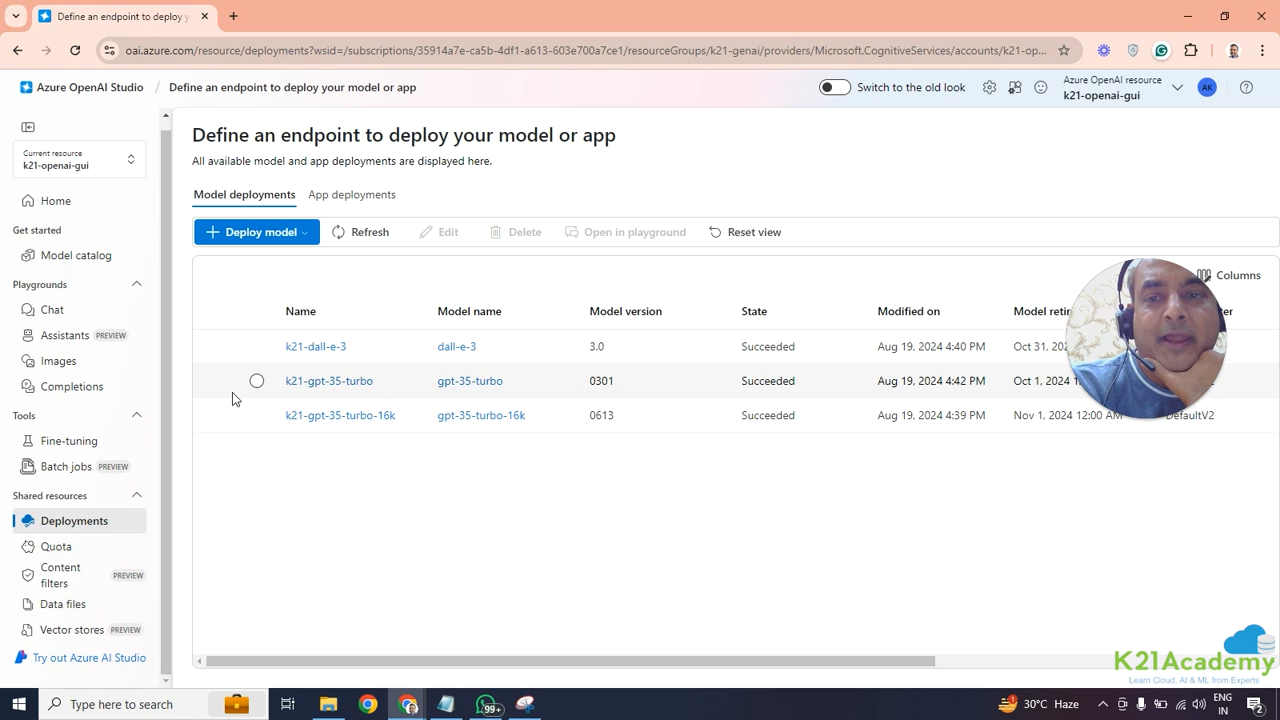 Define an endpoint to deploy yo
oai.azure.com/resource/deployments?wsid=/subscriptions/35914a7e-ca5b-4df1-a613-603e700a7ce1/resourceGroups/k21-genai/providers/Microsoft.CognitiveServices/accounts/k21-op...
Azure OpenAI Studio / Define an endpoint to deploy your model or app
Switch to the old look
Azure OpenAI resource
k21-openai-gui
AK
Current resource
k21-openai-gui
Home
Get started
Model catalog
Playgrounds
Chat
Assistants PREVIEW
Images
Completions
Tools
Fine-tuning
Batch jobs PREVIEW
Shared resources
Deployments
Quota
Content filters PREVIEW
Data files
Vector stores PREVIEW
Try out Azure AI Studio
Define an endpoint to deploy your model or app
All available model and app deployments are displayed here.
Model deployments App deployments
Deploy model Refresh Edit Delete Open in playground Reset view
Columns
Name Model name Model version State Modified on Model retir
k21-dall-e-3 dall-e-3 3.0 Succeeded Aug 19, 2024 4:40 PM Oct 31,
k21-gpt-35-turbo gpt-35-turbo 0301 Succeeded Aug 19, 2024 4:42 PM Oct 1, 2024 1
k21-gpt-35-turbo-16k gpt-35-turbo-16k 0613 Succeeded Aug 19, 2024 4:39 PM Nov 1, 2024 12:00 AM DefaultV2
K21Academy
Learn Cloud, AI & ML from Experts
Type here to search
99+
30°C Haze
ENG
IN
2